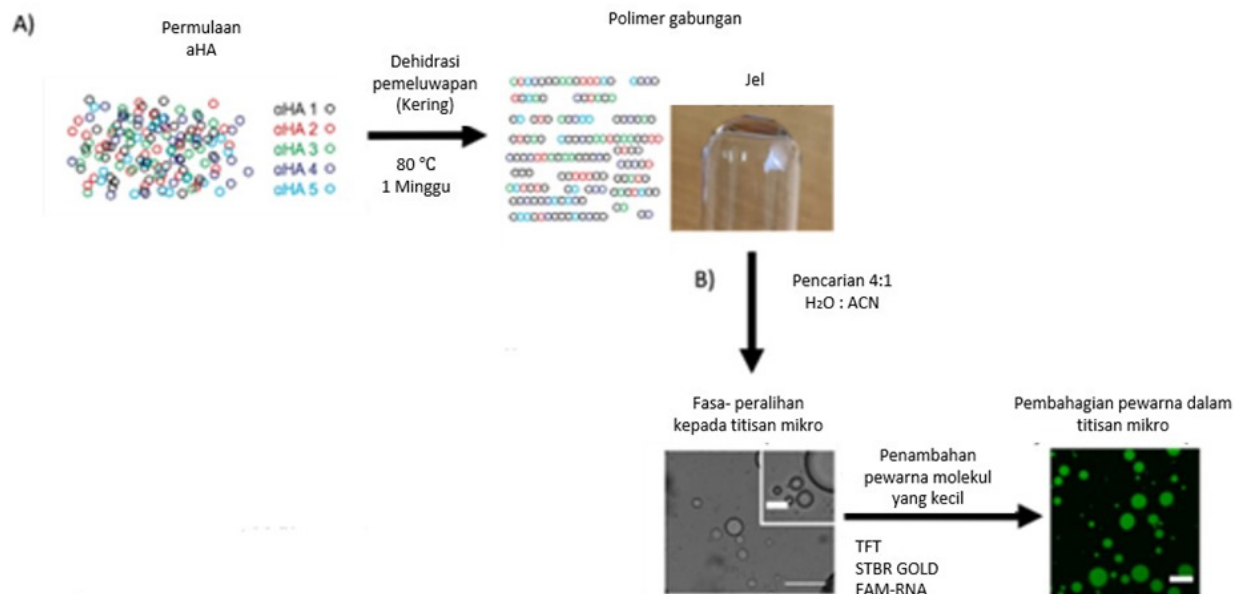 A)
Permulaan
aHA
aHA 1
aHA 2
aHA 3
aHA 4
aHA 5
Dehidrasi
pemeluwapan
(Kering)
80 °C
1 Minggu
Polimer gabungan
Jel
B)
Pencarian 4:1
H₂O : ACN
Fasa- peralihan
kepada titisan mikro
Penambahan
pewarna molekul
yang kecil
TFT
STBR GOLD
FAM-RNA
Pembahagian pewarna dalam
titisan mikro